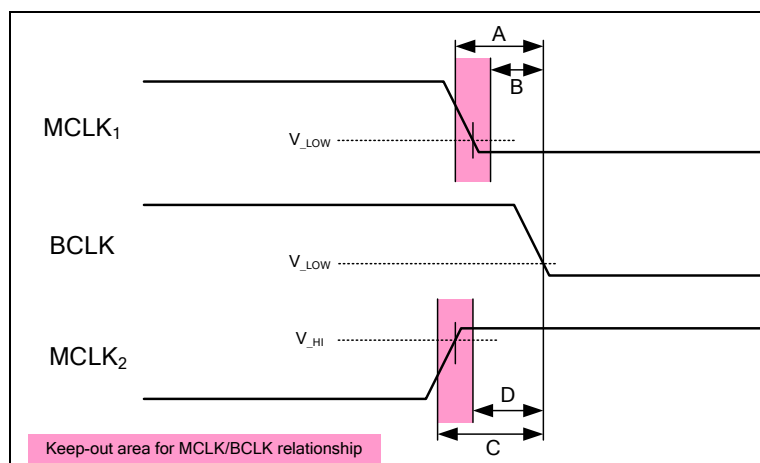 A
B
MCLK₁
V_LOW
BCLK
V_LOW
V_HI
MCLK₂
D
C
Keep-out area for MCLK/BCLK relationship